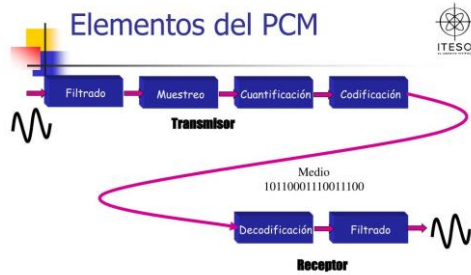 Elementos del PCM
ITESO
Filtrado
Muestreo
Cuantificación
Codificación
Transmisor
Medio
10110001110011100
Decodificación
Filtrado
Receptor